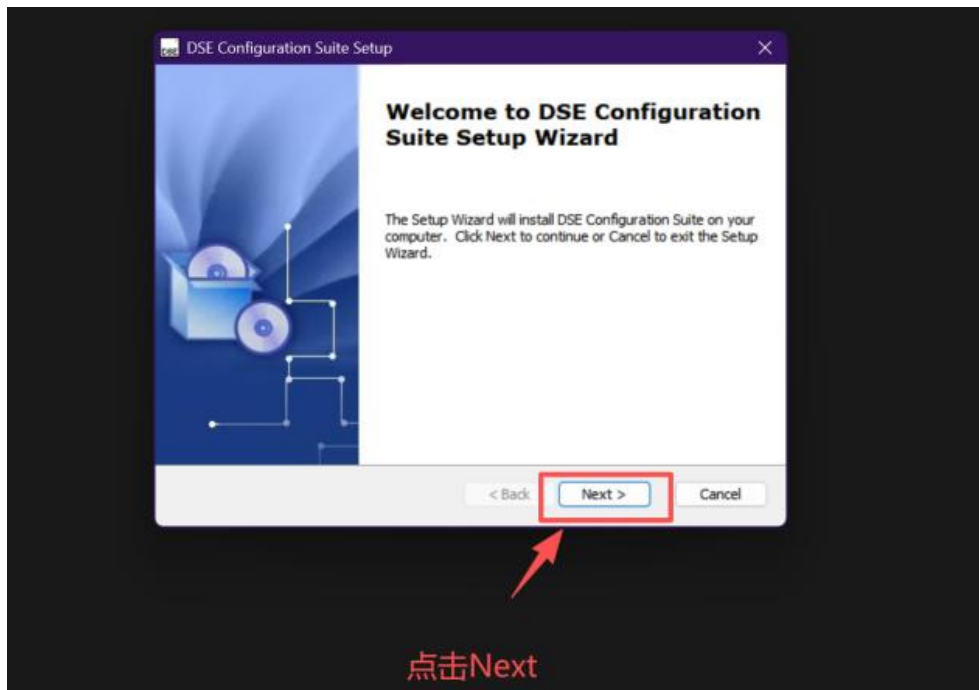 DSE Configuration Suite Setup
Welcome to DSE Configuration
Suite Setup Wizard
The Setup Wizard will install DSE Configuration Suite on your
computer. Click Next to continue or Cancel to exit the Setup
Wizard.
< Back
Next >
Cancel
点击Next